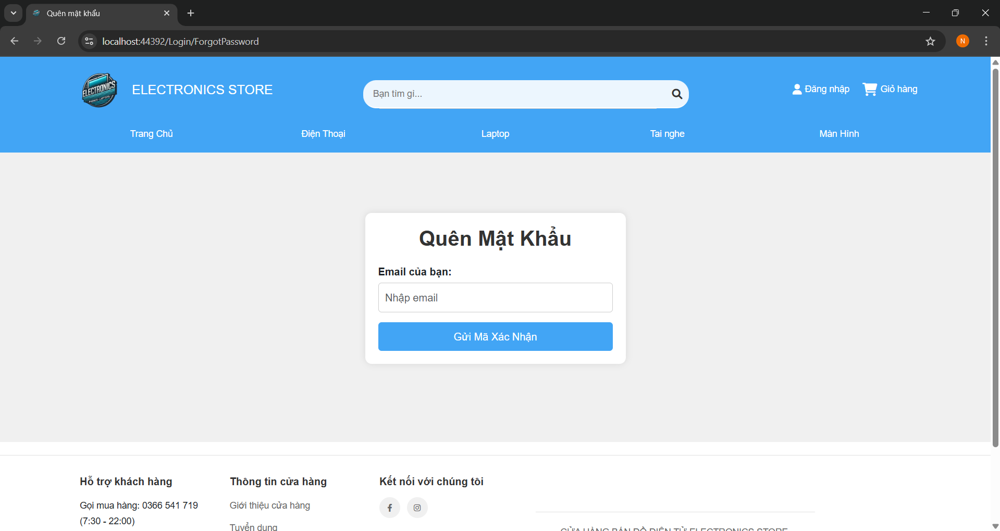 Quên mật khẩu
localhost:44392/Login/ForgotPassword
N
ELECTRONICS
PHONES-LAPTOPS
ELECTRONICS STORE
Bạn tìm gì...
Đăng nhập
Giỏ hàng
Trang Chủ
Điện Thoại
Laptop
Tai nghe
Màn Hình
Quên Mật Khẩu
Email của bạn:
Nhập email
Gửi Mã Xác Nhận
Hỗ trợ khách hàng
Gọi mua hàng: 0366 541 719
(7:30 - 22:00)
Thông tin cửa hàng
Giới thiệu cửa hàng
Tuyển dụng
Kết nối với chúng tôi
CỬA HÀNG BÁN ĐỒ ĐIỆN TỬ ELECTRONICS STORE